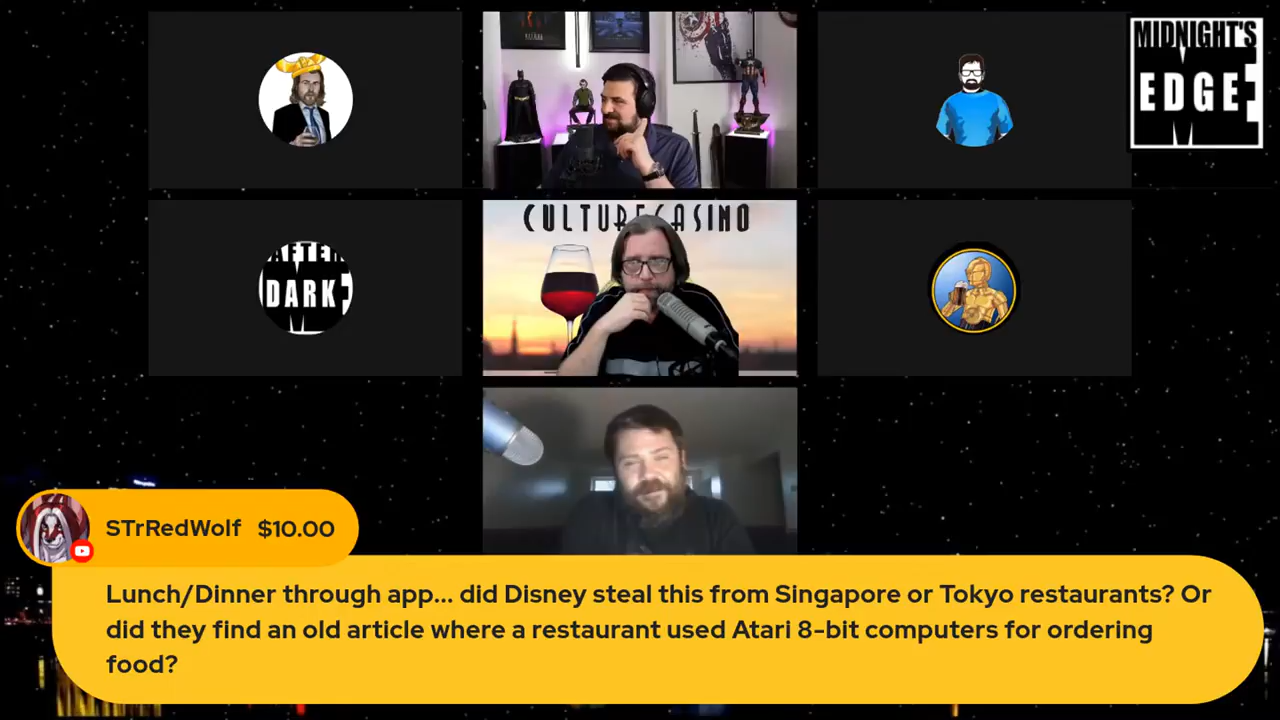 MIDNIGHT'S
EDGE
CULTURE CASINO
AFTER
DARK
STrRedWolf $10.00
Lunch/Dinner through app... did Disney steal this from Singapore or Tokyo restaurants? Or
did they find an old article where a restaurant used Atari 8-bit computers for ordering
food?